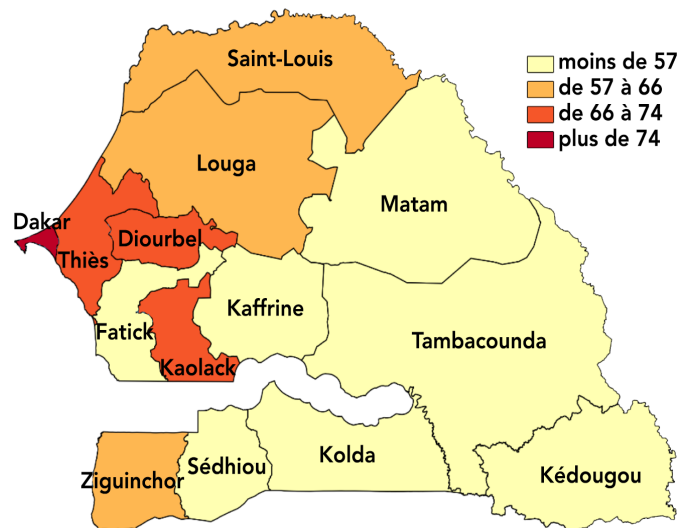 Saint-Louis
moins de 57
de 57 à 66
de 66 à 74
plus de 74
Louga
Matam
Dakar
Diourbel
Thiès
Kaffrine
Fatick
Tambacounda
Kaolack
Kolda
Sédhiou
Ziguinchor
Kédougou